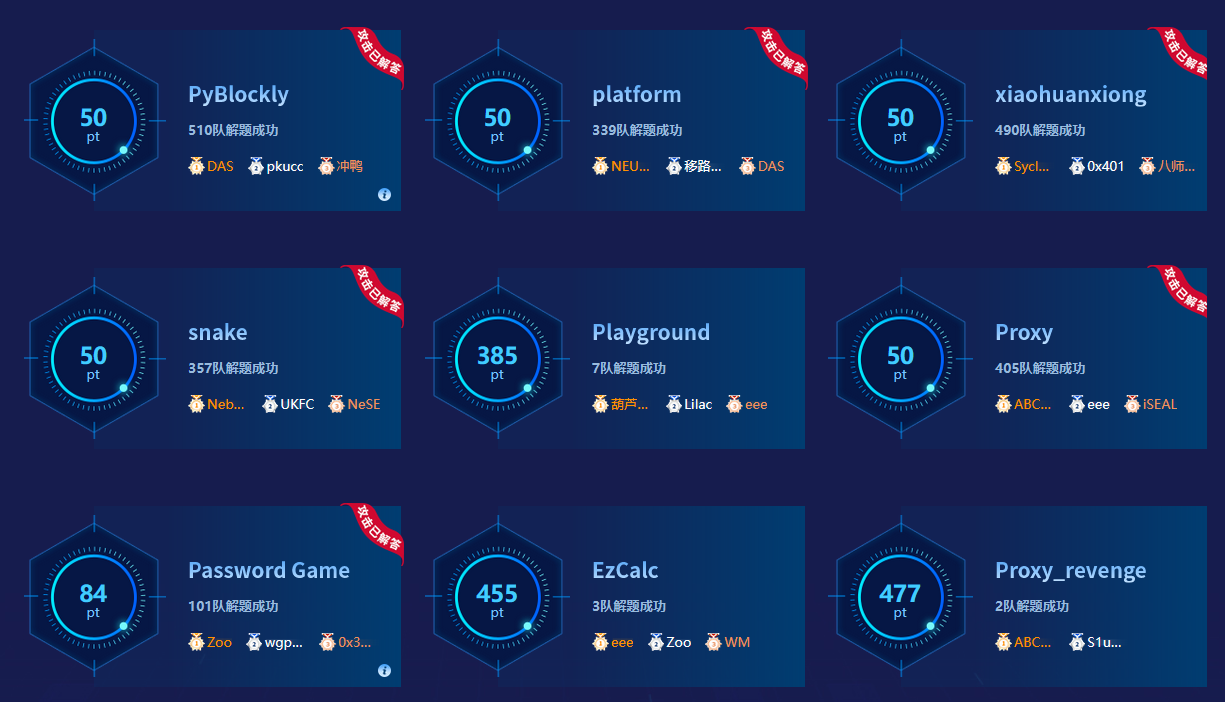 攻击已解答
50
pt
PyBlockly
510队解题成功
DAS pkucc 冲鸭
攻击已解答
50
pt
platform
339队解题成功
NEU... 移路... DAS
攻击已解答
50
pt
xiaohuanxiong
490队解题成功
Sycl... 0x401 八师...
攻击已解答
50
pt
snake
357队解题成功
Neb... UKFC NeSE
385
pt
Playground
7队解题成功
葫芦... Lilac eee
攻击已解答
50
pt
Proxy
405队解题成功
ABC... eee iSEAL
攻击已解答
84
pt
Password Game
101队解题成功
Zoo wgp... 0x3...
455
pt
EzCalc
3队解题成功
eee Zoo WM
477
pt
Proxy_revenge
2队解题成功
ABC... S1u...